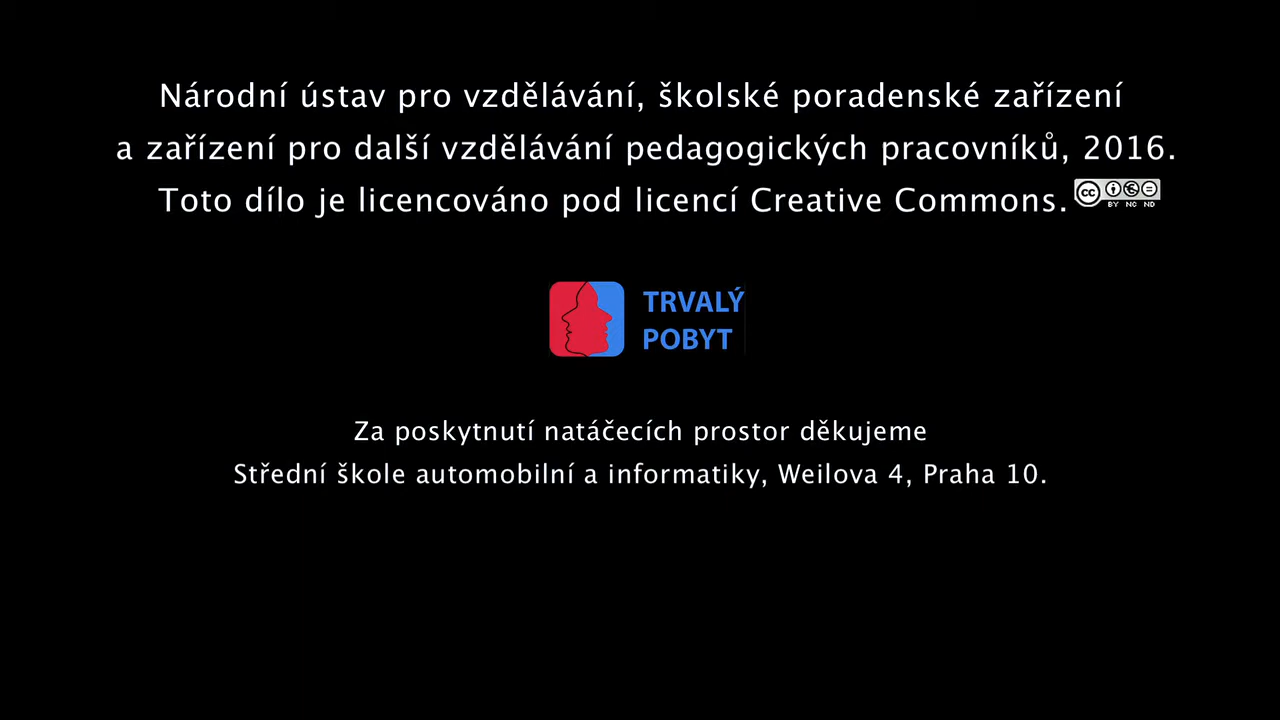 Národní ústav pro vzdělávání, školské poradenské zařízení
a zařízení pro další vzdělávání pedagogických pracovníků, 2016.
Toto dílo je licencováno pod licencí Creative Commons.
cc
BY NC ND
TRVALÝ
POBYT
Za poskytnutí natáčecích prostor děkujeme
Střední škole automobilní a informatiky, Weilova 4, Praha 10.